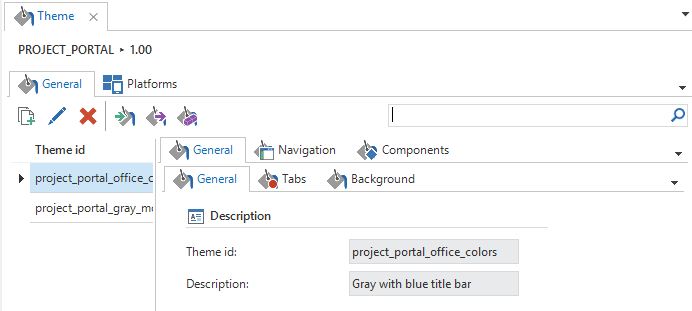 Theme
PROJECT_PORTAL ▸ 1.00
General Platforms
Theme id
project_portal_office_c
project_portal_gray_m
General Navigation Components
General Tabs Background
Description
Theme id: project_portal_office_colors
Description: Gray with blue title bar